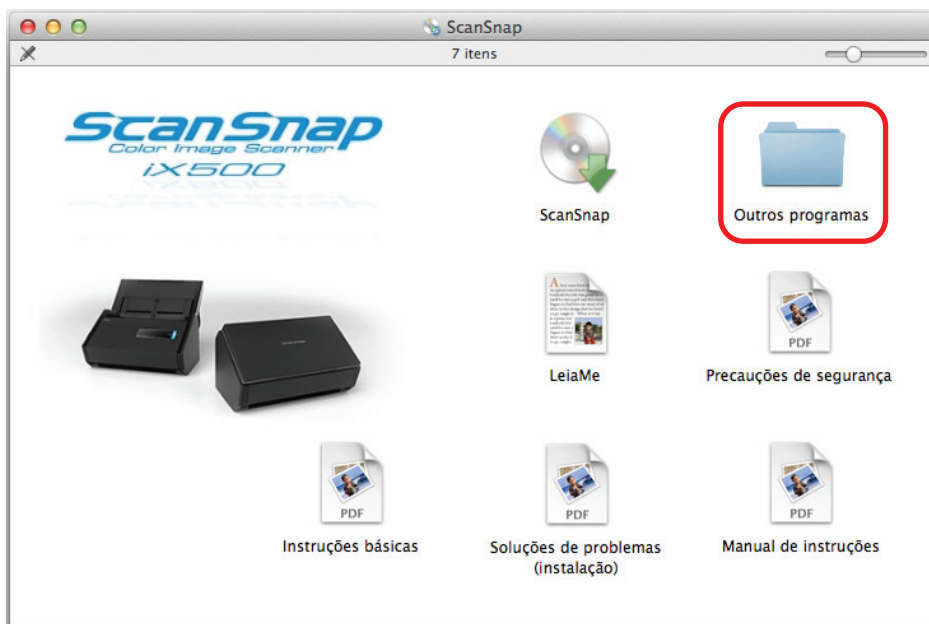 ScanSnap
7 itens
ScanSnap
Color Image Scanner
iX500
ScanSnap
Outros programas
LeiaMe
PDF
Precauções de segurança
PDF
Instruções básicas
PDF
Soluções de problemas
(instalação)
PDF
Manual de instruções